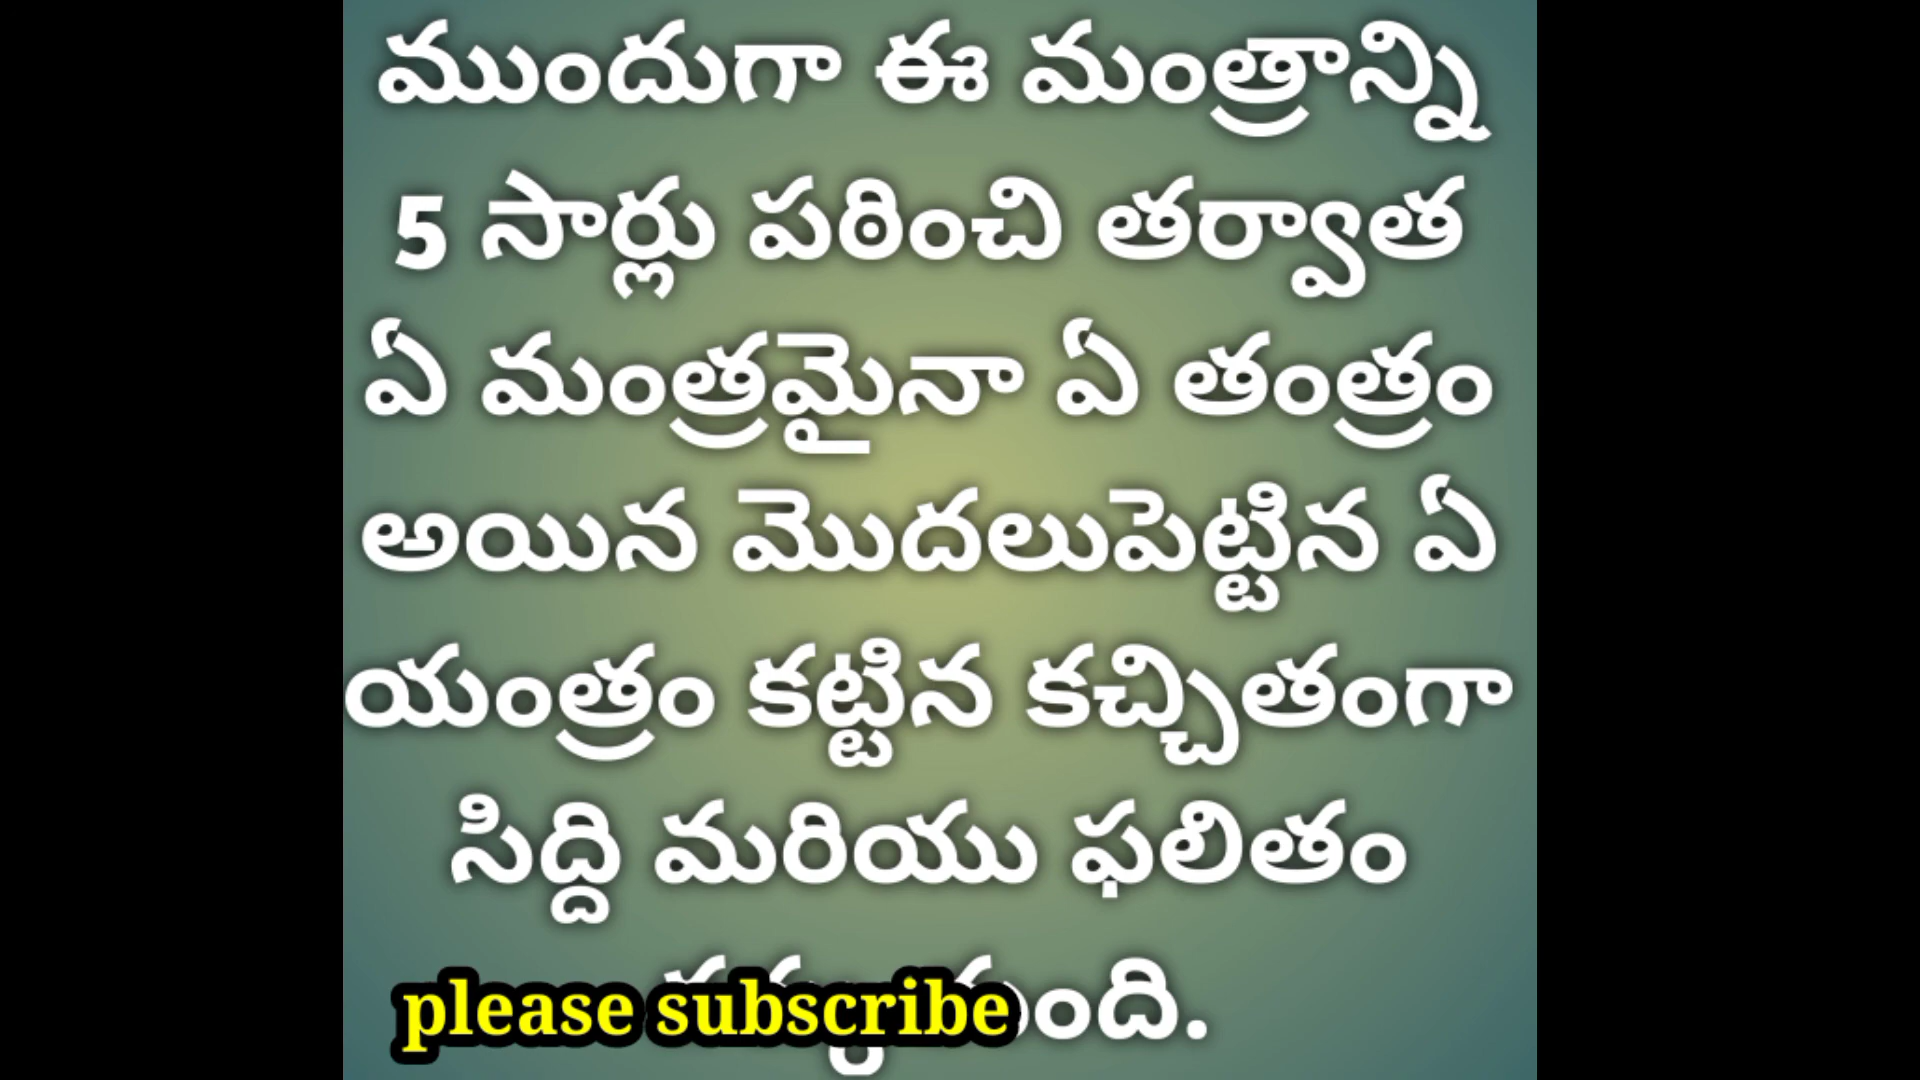 ముందుగా ఈ మంత్రాన్ని
5 సార్లు పఠించి తర్వాత
ఏ మంత్రమైనా ఏ తంత్రం
అయిన మొదలుపెట్టిన ఏ
యంత్రం కట్టిన కచ్చితంగా
సిద్ది మరియు ఫలితం
please subscribe